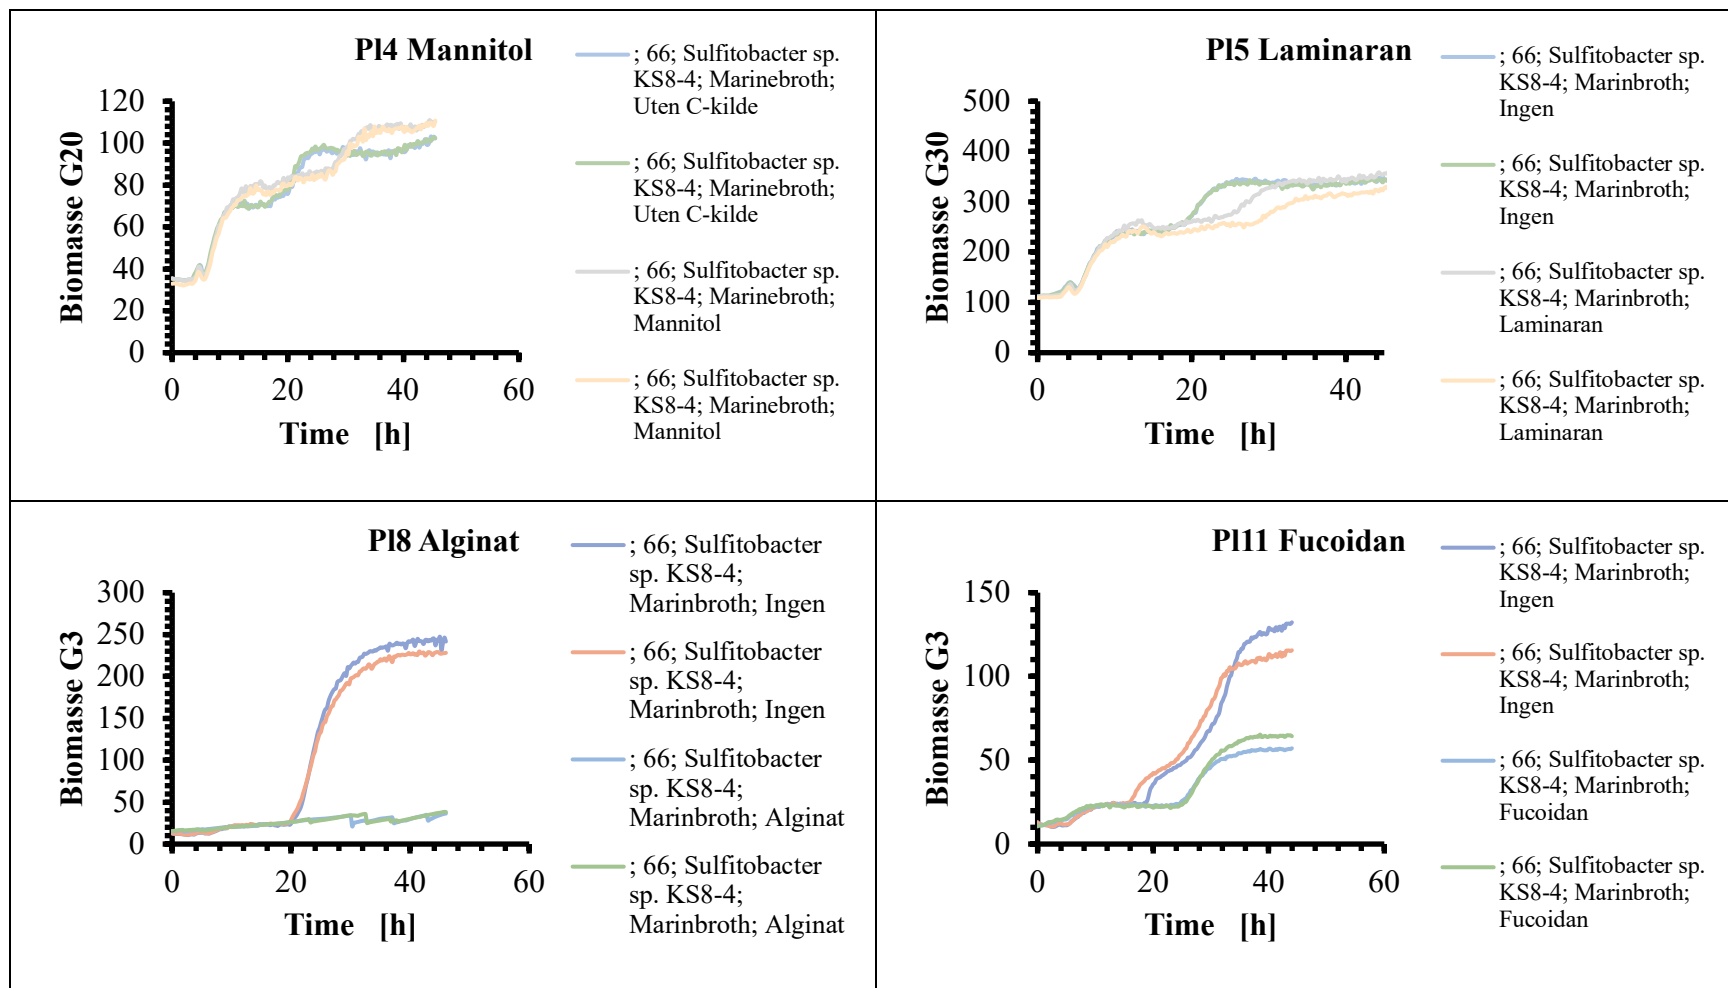 Pl4 Mannitol
Biomasse G20
120
100
80
60
40
20
0
0
20
40
60
Time [h]
; 66; Sulfitobacter sp.
KS8-4; Marinebroth;
Uten C-kilde
; 66; Sulfitobacter sp.
KS8-4; Marinebroth;
Uten C-kilde
; 66; Sulfitobacter sp.
KS8-4; Marinebroth;
Mannitol
; 66; Sulfitobacter sp.
KS8-4; Marinebroth;
Mannitol
Pl5 Laminaran
Biomasse G30
500
400
300
200
100
0
0
20
40
Time [h]
; 66; Sulfitobacter sp.
KS8-4; Marinbroth;
Ingen
; 66; Sulfitobacter sp.
KS8-4; Marinbroth;
Ingen
; 66; Sulfitobacter sp.
KS8-4; Marinbroth;
Laminaran
; 66; Sulfitobacter sp.
KS8-4; Marinbroth;
Laminaran
Pl8 Alginat
Biomasse G3
300
250
200
150
100
50
0
0
20
40
60
Time [h]
; 66; Sulfitobacter
sp. KS8-4;
Marinbroth; Ingen
; 66; Sulfitobacter
sp. KS8-4;
Marinbroth; Ingen
; 66; Sulfitobacter
sp. KS8-4;
Marinbroth; Alginat
; 66; Sulfitobacter
sp. KS8-4;
Marinbroth; Alginat
Pl11 Fucoidan
Biomasse G3
150
100
50
0
0
20
40
60
Time [h]
; 66; Sulfitobacter sp.
KS8-4; Marinbroth;
Ingen
; 66; Sulfitobacter sp.
KS8-4; Marinbroth;
Ingen
; 66; Sulfitobacter sp.
KS8-4; Marinbroth;
Fucoidan
; 66; Sulfitobacter sp.
KS8-4; Marinbroth;
Fucoidan